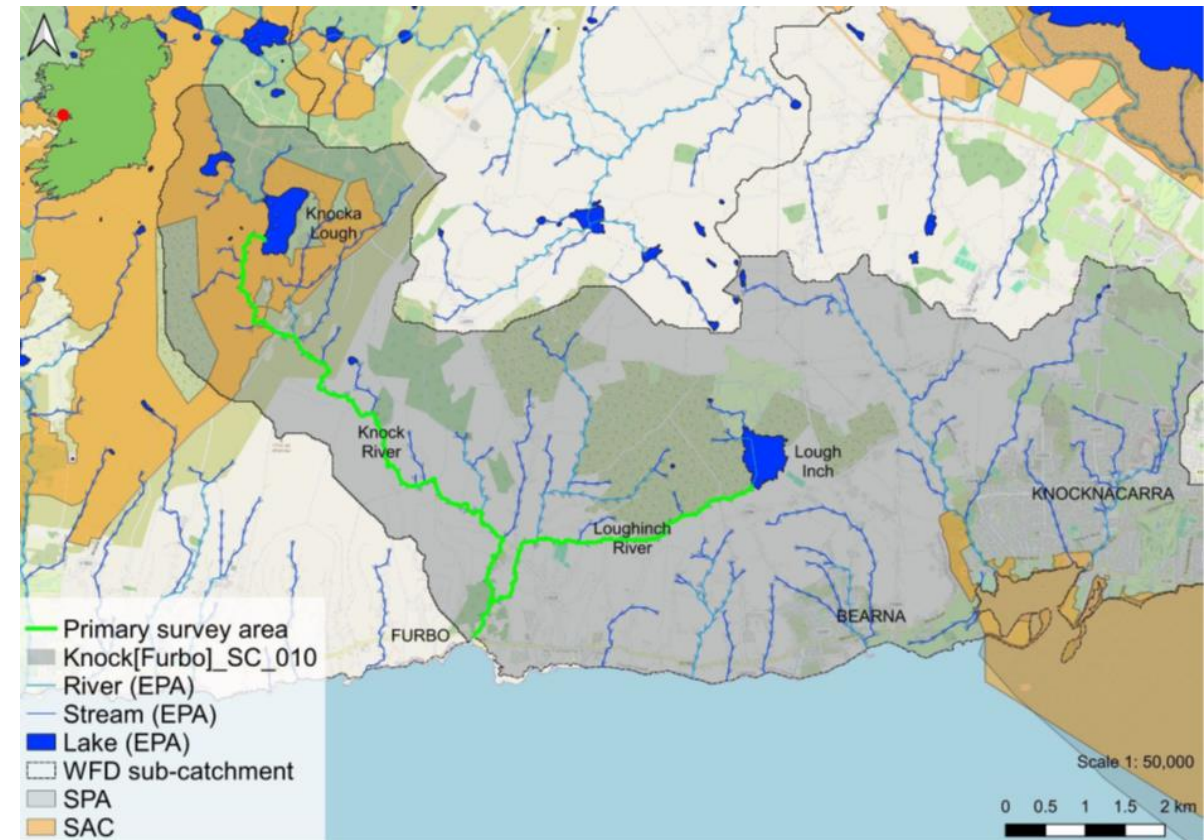 Knocka
Lough
Knock
River
Lough
Inch
Loughinch
River
KNOCKNACARRA
BEARNA
FURBO
Primary survey area
Knock[Furbo]_SC_010
River (EPA)
Stream (EPA)
Lake (EPA)
WFD sub-catchment
SPA
SAC
Scale 1: 50,000
0 0.5 1 1.5 2 km